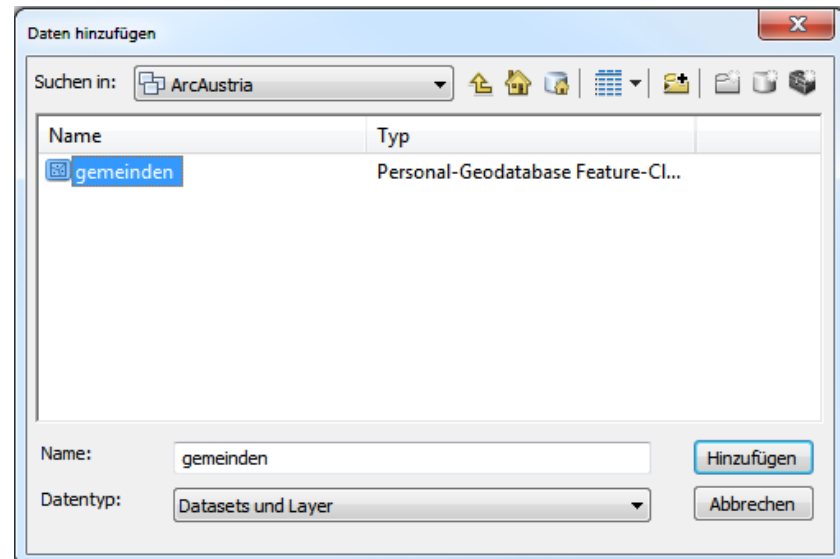 Daten hinzufügen
Suchen in: ArcAustria
Name Typ
gemeinden Personal-Geodatabase Feature-Cl...
Name: gemeinden Hinzufügen
Datentyp: Datasets und Layer Abbrechen